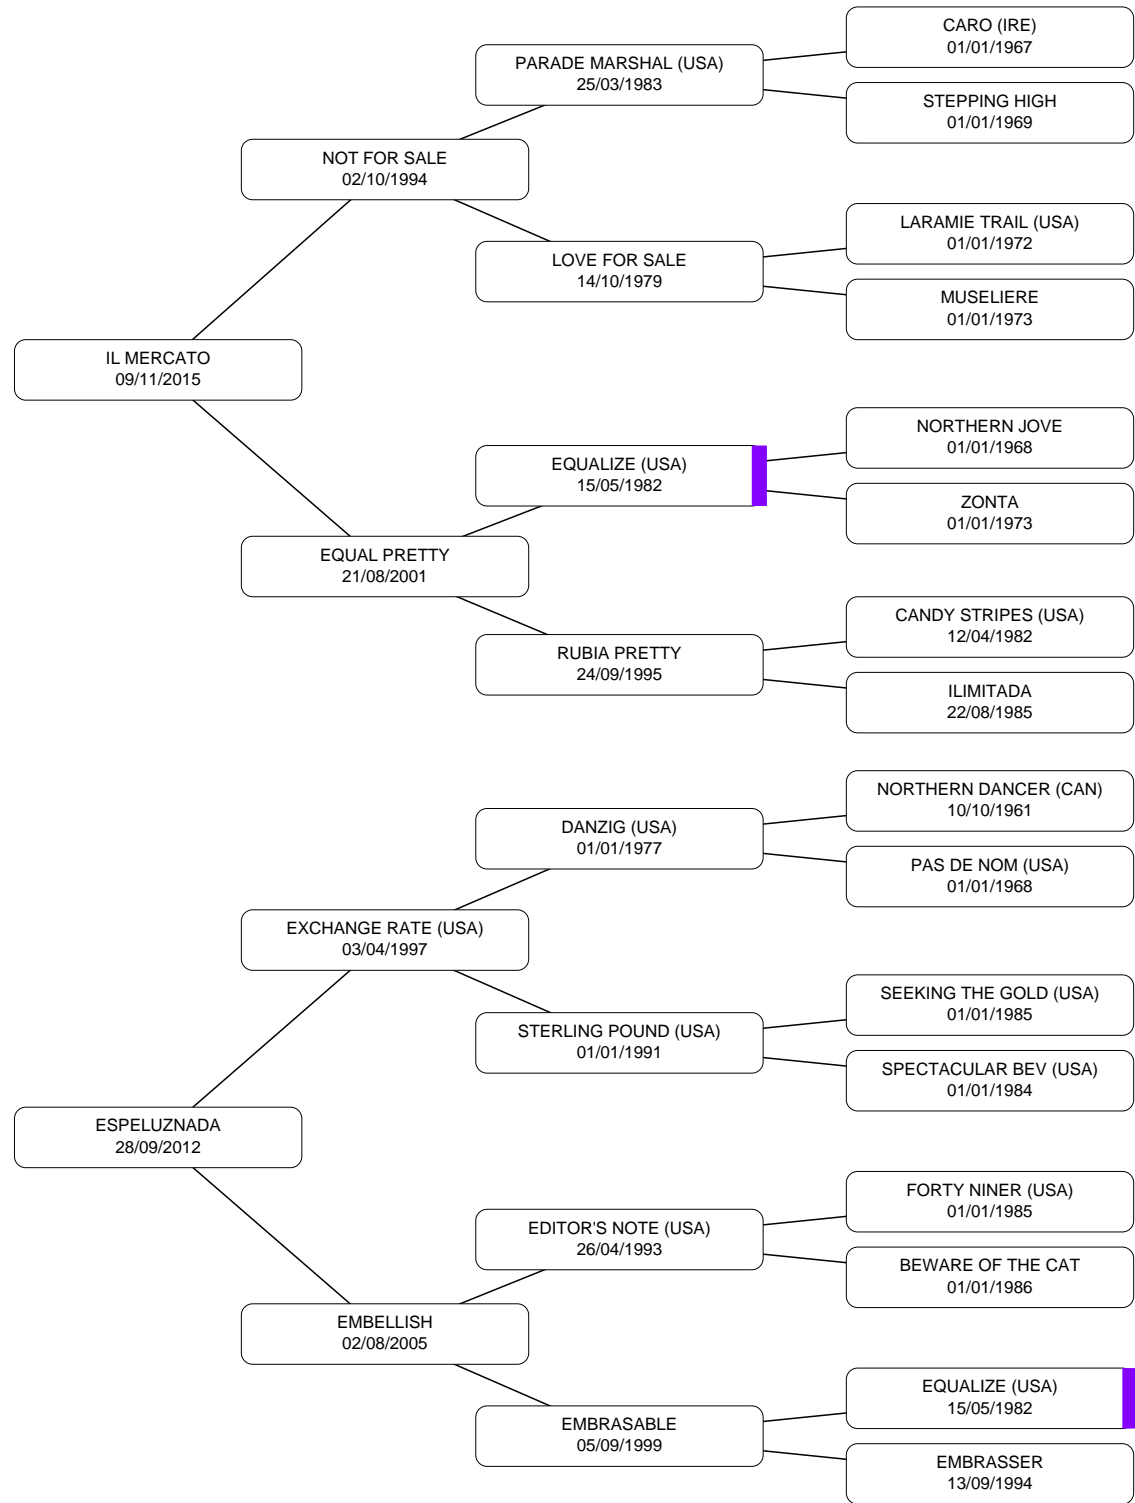 CARO (IRE)
01/01/1967
PARADE MARSHAL (USA)
25/03/1983
STEPPING HIGH
01/01/1969
NOT FOR SALE
02/10/1994
LARAMIE TRAIL (USA)
01/01/1972
LOVE FOR SALE
14/10/1979
MUSELIERE
01/01/1973
IL MERCATO
09/11/2015
NORTHERN JOVE
01/01/1968
EQUALIZE (USA)
15/05/1982
ZONTA
01/01/1973
EQUAL PRETTY
21/08/2001
CANDY STRIPES (USA)
12/04/1982
RUBIA PRETTY
24/09/1995
ILIMITADA
22/08/1985
NORTHERN DANCER (CAN)
10/10/1961
DANZIG (USA)
01/01/1977
PAS DE NOM (USA)
01/01/1968
EXCHANGE RATE (USA)
03/04/1997
SEEKING THE GOLD (USA)
01/01/1985
STERLING POUND (USA)
01/01/1991
SPECTACULAR BEV (USA)
01/01/1984
ESPELUZNADA
28/09/2012
FORTY NINER (USA)
01/01/1985
EDITOR'S NOTE (USA)
26/04/1993
BEWARE OF THE CAT
01/01/1986
EMBELLISH
02/08/2005
EQUALIZE (USA)
15/05/1982
EMBRASABLE
05/09/1999
EMBRASSER
13/09/1994